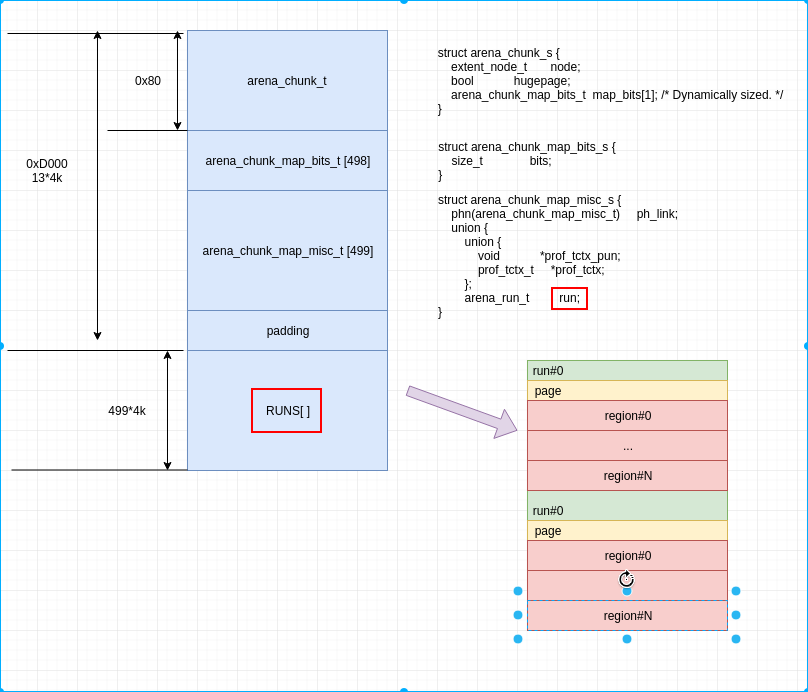 0x80
0xD000
13*4k
499*4k
arena_chunk_t
arena_chunk_map_bits_t [498]
arena_chunk_map_misc_t [499]
padding
RUNS[ ]
struct arena_chunk_s {
extent_node_t node;
bool hugepage;
arena_chunk_map_bits_t map_bits[1]; /* Dynamically sized. */
}
struct arena_chunk_map_bits_s {
size_t bits;
}
struct arena_chunk_map_misc_s {
phn(arena_chunk_map_misc_t) ph_link;
union {
union {
void *prof_tctx_pun;
prof_tctx_t *prof_tctx;
};
arena_run_t run;
}
run#0
page
region#0
...
region#N
run#0
page
region#0
region#N